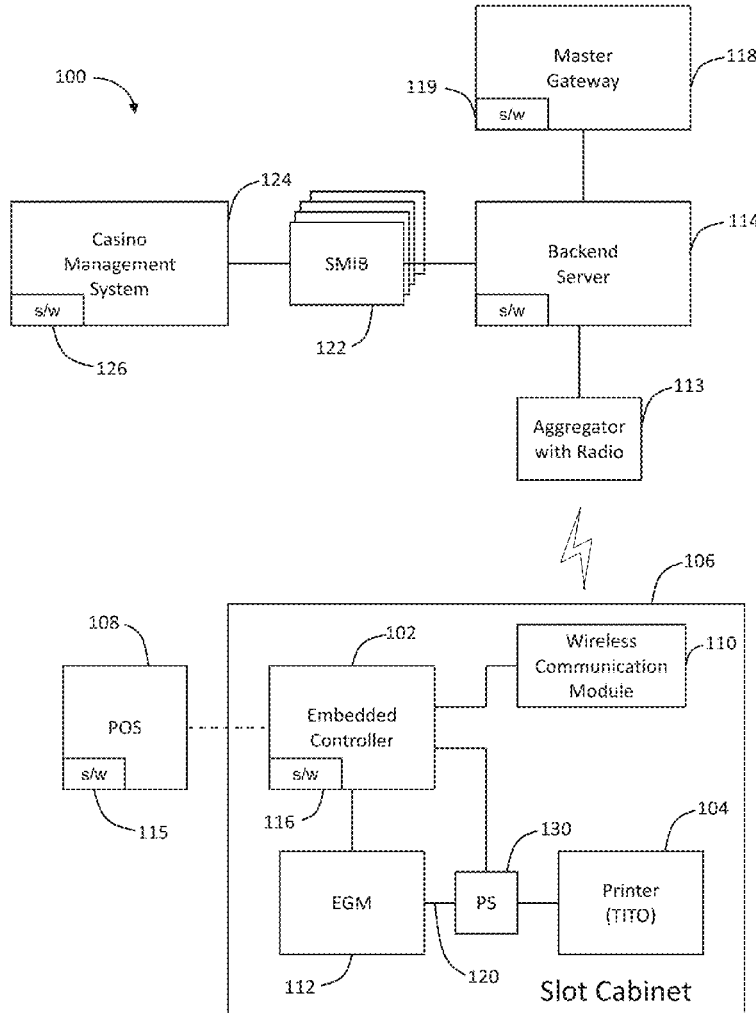 100
Master
Gateway
118
119
s/w
124
Casino
Management
System
s/w
126
SMIB
122
Backend
Server
114
s/w
113
Aggregator
with Radio
106
108
POS
s/w
115
102
Embedded
Controller
s/w
116
Wireless
Communication
Module
110
EGM
112
130
PS
120
104
Printer
(TITO)
Slot Cabinet